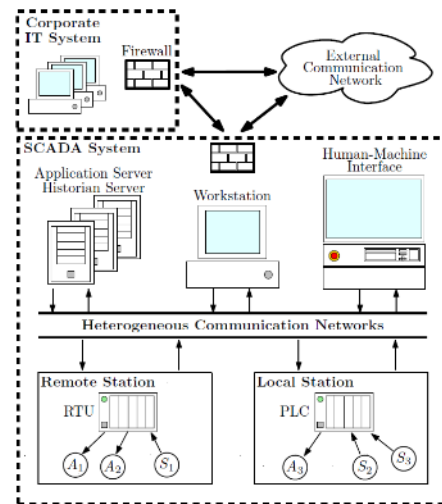 Corporate
IT System
Firewall
External
Communication
Network
SCADA System
Application Server
Historian Server
Workstation
Human-Machine
Interface
Heterogeneous Communication Networks
Remote Station
RTU
A1
A2
S1
Local Station
PLC
A3
S2
S3